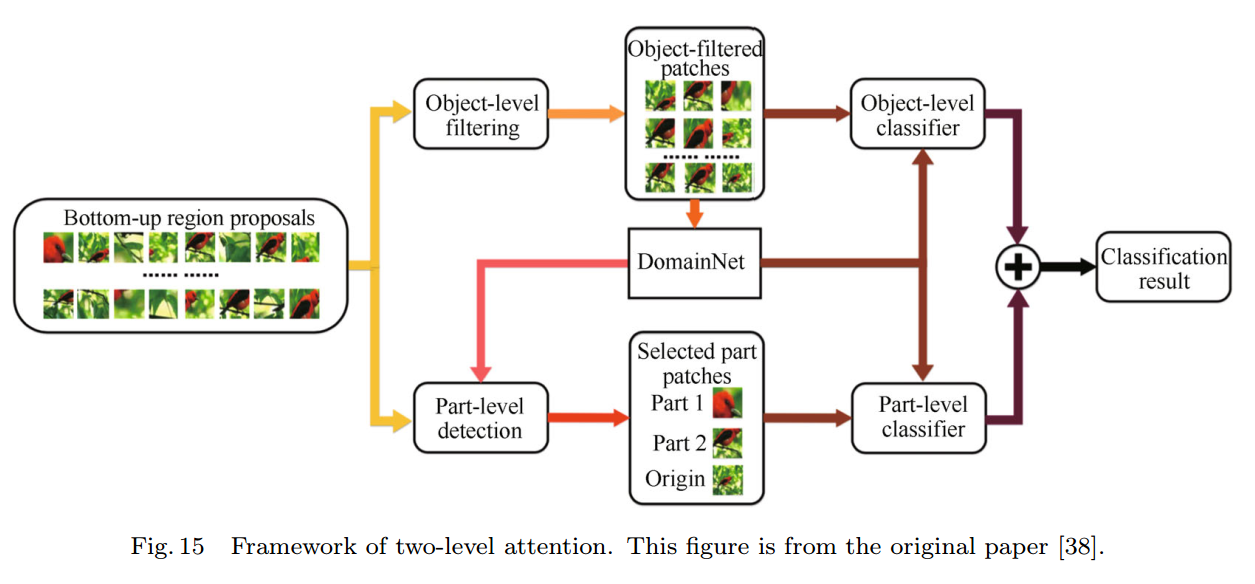 Bottom-up region proposals
...... ......
Object-level
filtering
Object-filtered
patches
...... ......
Object-level
classifier
DomainNet
Part-level
detection
Selected part
patches
Part 1
Part 2
Origin
Part-level
classifier
+
Classification
result
Fig. 15 Framework of two-level attention. This figure is from the original paper [38].